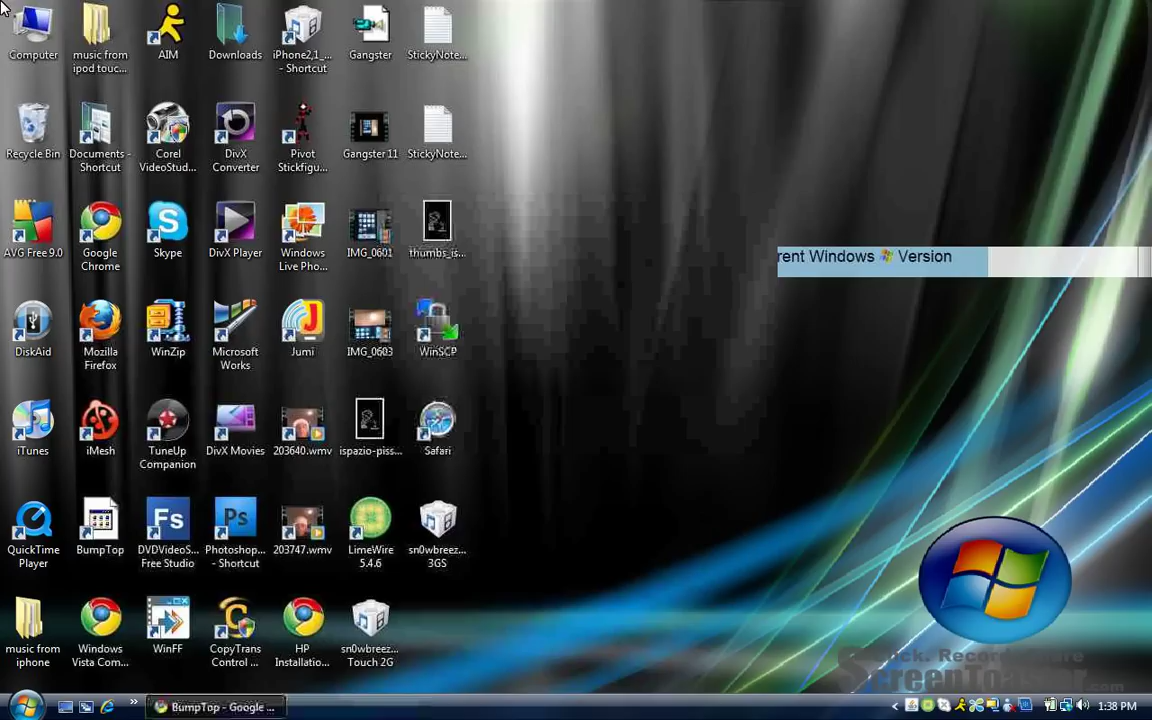 Computer
music from
ipod touc...
AIM
Downloads
iPhone2,1_...
- Shortcut
Gangster
StickyNote...
Recycle Bin
Documents -
Shortcut
Corel
VideoStud...
DivX
Converter
Pivot
Stickfigu...
Gangster 11
StickyNote...
AVG Free 9.0
Google
Chrome
Skype
DivX Player
Windows
Live Pho...
IMG_0601
thumbs_is...
rent Windows Version
DiskAid
Mozilla
Firefox
WinZip
Microsoft
Works
Jumi
IMG_0603
WinSCP
iTunes
iMesh
TuneUp
Companion
DivX Movies
203640.wmv
ispazio-piss...
Safari
QuickTime
Player
BumpTop
Fs
DVDVideoS...
Free Studio
Ps
Photoshop...
- Shortcut
203747.wmv
LimeWire
5.4.6
sn0wbreez...
3GS
music from
iphone
Windows
Vista Com...
WinFF
CopyTrans
Control ...
HP
Installatio...
sn0wbreez...
Touch 2G
ScreenToaster.com
BumpTop - Google ...
1:38 PM